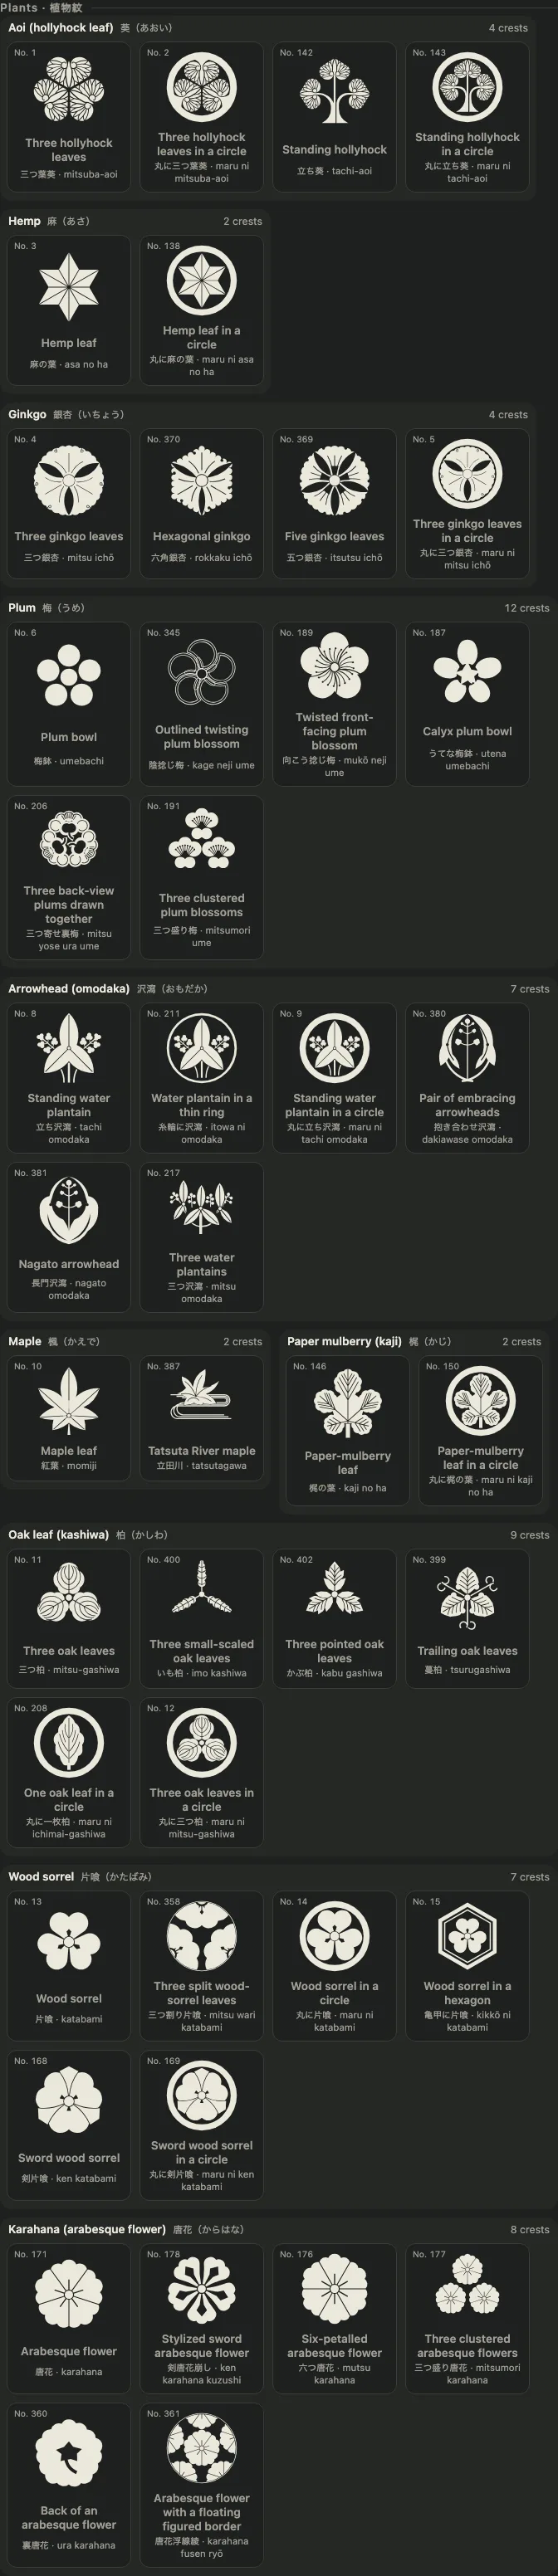 Plants · 植物紋
Aoi (hollyhock leaf) 葵（あおい） 4 crests
No. 1
Three hollyhock
leaves
三つ葉葵 · mitsuba-aoi
No. 2
Three hollyhock
leaves in a circle
丸に三つ葉葵 · maru ni
mitsuba-aoi
No. 142
Standing hollyhock
立ち葵 · tachi-aoi
No. 143
Standing hollyhock
in a circle
丸に立ち葵 · maru ni
tachi-aoi
Hemp 麻（あさ） 2 crests
No. 3
Hemp leaf
麻の葉 · asa no ha
No. 138
Hemp leaf in a
circle
丸に麻の葉 · maru ni asa
no ha
Ginkgo 銀杏（いちょう） 4 crests
No. 4
Three ginkgo leaves
三つ銀杏 · mitsu ichō
No. 370
Hexagonal ginkgo
六角銀杏 · rokkaku ichō
No. 369
Five ginkgo leaves
五つ銀杏 · itsutsu ichō
No. 5
Three ginkgo leaves
in a circle
丸に三つ銀杏 · maru ni
mitsu ichō
Plum 梅（うめ） 12 crests
No. 6
Plum bowl
梅鉢 · umebachi
No. 345
Outlined twisting
plum blossom
陰捻じ梅 · kage neji ume
No. 189
Twisted front-
facing plum
blossom
向こう捻じ梅 · mukō neji
ume
No. 187
Calyx plum bowl
うてな梅鉢 · utena
umebachi
No. 206
Three back-view
plums drawn
together
三つ寄せ裏梅 · mitsu
yose ura ume
No. 191
Three clustered
plum blossoms
三つ盛り梅 · mitsumori
ume
Arrowhead (omodaka) 沢瀉（おもだか） 7 crests
No. 8
Standing water
plantain
立ち沢瀉 · tachi
omodaka
No. 211
Water plantain in a
thin ring
糸輪に沢瀉 · itowa ni
omodaka
No. 9
Standing water
plantain in a circle
丸に立ち沢瀉 · maru ni
tachi omodaka
No. 380
Pair of embracing
arrowheads
抱き合わせ沢瀉 ·
dakiawase omodaka
No. 381
Nagato arrowhead
長門沢瀉 · nagato
omodaka
No. 217
Three water
plantains
三つ沢瀉 · mitsu
omodaka
Maple 楓（かえで） 2 crests
No. 10
Maple leaf
紅葉 · momiji
No. 387
Tatsuta River maple
立田川 · tatsutagawa
Paper mulberry (kaji) 梶（かじ） 2 crests
No. 146
Paper-mulberry
leaf
梶の葉 · kaji no ha
No. 150
Paper-mulberry
leaf in a circle
丸に梶の葉 · maru ni kaji
no ha
Oak leaf (kashiwa) 柏（かしわ） 9 crests
No. 11
Three oak leaves
三つ柏 · mitsu-gashiwa
No. 400
Three small-scaled
oak leaves
いも柏 · imo kashiwa
No. 402
Three pointed oak
leaves
かぶ柏 · kabu gashiwa
No. 399
Trailing oak leaves
蔓柏 · tsurugashiwa
No. 208
One oak leaf in a
circle
丸に一枚柏 · maru ni
ichimai-gashiwa
No. 12
Three oak leaves in
a circle
丸に三つ柏 · maru ni
mitsu-gashiwa
Wood sorrel 片喰（かたばみ） 7 crests
No. 13
Wood sorrel
片喰 · katabami
No. 358
Three split wood-
sorrel leaves
三つ割り片喰 · mitsu wari
katabami
No. 14
Wood sorrel in a
circle
丸に片喰 · maru ni
katabami
No. 15
Wood sorrel in a
hexagon
亀甲に片喰 · kikkō ni
katabami
No. 168
Sword wood sorrel
剣片喰 · ken katabami
No. 169
Sword wood sorrel
in a circle
丸に剣片喰 · maru ni ken
katabami
Karahana (arabesque flower) 唐花（からはな） 8 crests
No. 171
Arabesque flower
唐花 · karahana
No. 178
Stylized sword
arabesque flower
剣唐花崩し · ken
karahana kuzushi
No. 176
Six-petalled
arabesque flower
六つ唐花 · mutsu
karahana
No. 177
Three clustered
arabesque flowers
三つ盛り唐花 · mitsumori
karahana
No. 360
Back of an
arabesque flower
裏唐花 · ura karahana
No. 361
Arabesque flower
with a floating
figured border
唐花浮線綾 · karahana
fusen ryō